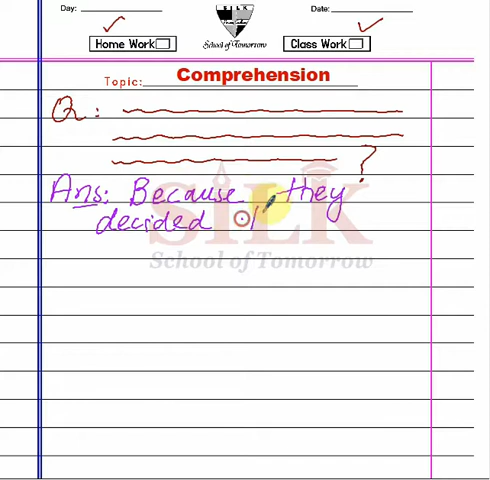 Day:
SILK
Date:
Home Work
School of Tomorrow
Class Work
Topic: Comprehension
Q:
?
Ans: Because, they
decided
SILK
School of Tomorrow